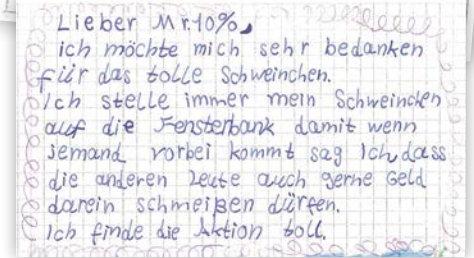 Lieber Mr. 10%,
ich möchte mich sehr bedanken
für das tolle Schweinchen.
Ich stelle immer mein Schweinchen
auf die Fensterbank damit wenn
jemand vorbei kommt sag Ich dass
die anderen Leute auch gerne Geld
darein schmeißen dürfen.
Ich finde die Aktion toll.